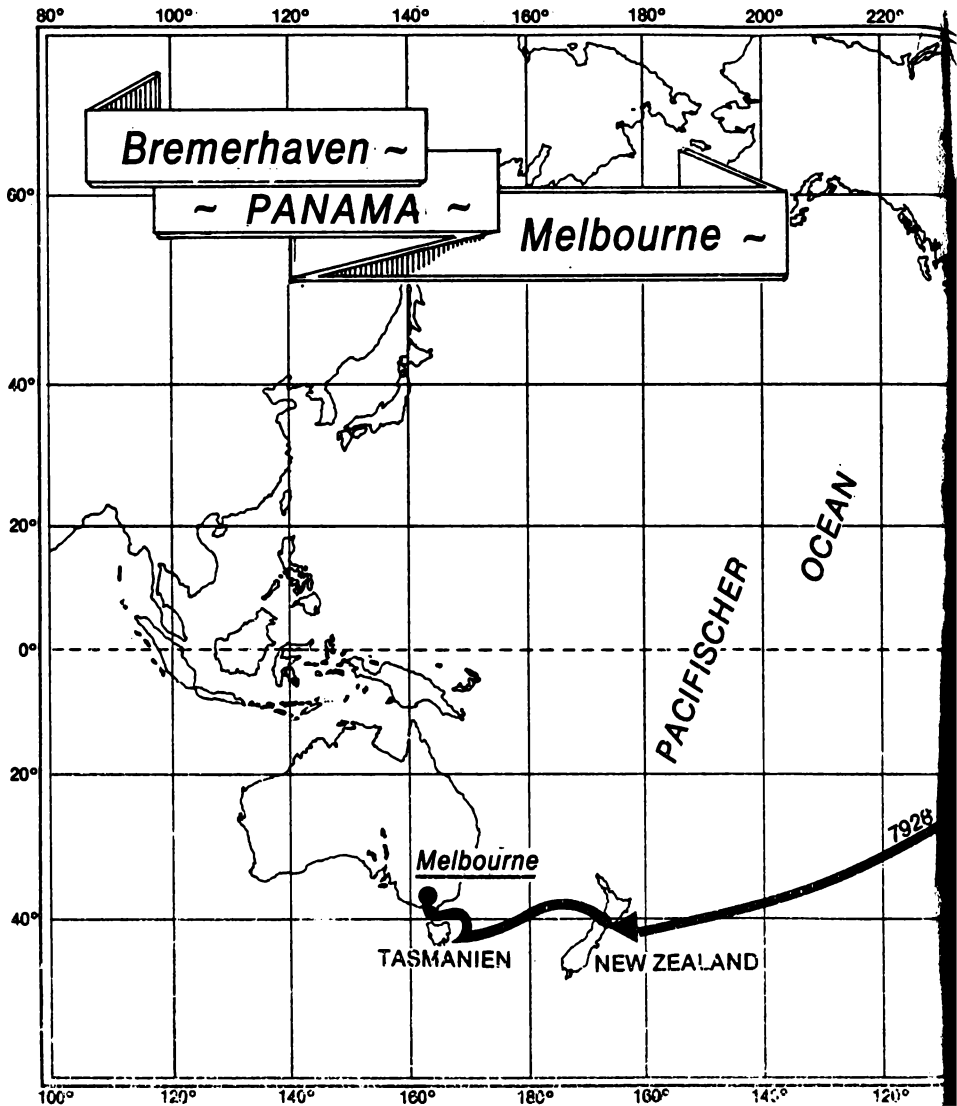 80° 100° 120° 140° 160° 180° 200° 220°
Bremerhaven ~
~ PANAMA ~
Melbourne ~
60°
40°
20°
0°
20°
40°
OCEAN
PACIFISCHER
7928
Melbourne
TASMANIEN
NEW ZEALAND
100° 120° 140° 160° 180° 160° 140° 120°